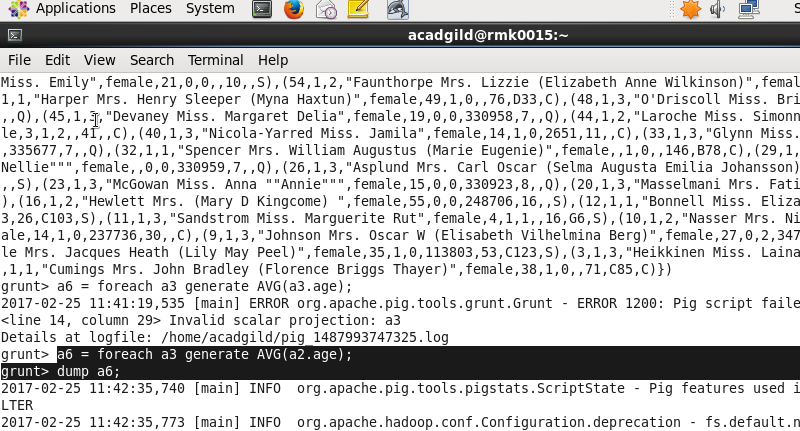 Applications Places System
acadgild@rmk0015:~
File Edit View Search Terminal Help
Miss. Emily",female,21,0,0,,10,,S),(54,1,2,"Faunthorpe Mrs. Lizzie (Elizabeth Anne Wilkinson)",femal
1,1,"Harper Mrs. Henry Sleeper (Myna Haxtun)",female,49,1,0,,76,D33,C),(48,1,3,"O'Driscoll Miss. Bri
,,Q),(45,1,3,"Devaney Miss. Margaret Delia",female,19,0,0,330958,7,,Q),(44,1,2,"Laroche Miss. Simonn
le,3,1,2,,41,,C),(40,1,3,"Nicola-Yarred Miss. Jamila",female,14,1,0,2651,11,,C),(33,1,3,"Glynn Miss.
,335677,7,,Q),(32,1,1,"Spencer Mrs. William Augustus (Marie Eugenie)",female,,1,0,,146,B78,C),(29,1,
Nellie""",female,,0,0,330959,7,,Q),(26,1,3,"Asplund Mrs. Carl Oscar (Selma Augusta Emilia Johansson)
,,S),(23,1,3,"McGowan Miss. Anna ""Annie""",female,15,0,0,330923,8,,Q),(20,1,3,"Masselmani Mrs. Fati
),(16,1,2,"Hewlett Mrs. (Mary D Kingcome) ",female,55,0,0,248706,16,,S),(12,1,1,"Bonnell Miss. Eliza
3,26,C103,S),(11,1,3,"Sandstrom Miss. Marguerite Rut",female,4,1,1,,16,G6,S),(10,1,2,"Nasser Mrs. Ni
ale,14,1,0,237736,30,,C),(9,1,3,"Johnson Mrs. Oscar W (Elisabeth Vilhelmina Berg)",female,27,0,2,347
le Mrs. Jacques Heath (Lily May Peel)",female,35,1,0,113803,53,C123,S),(3,1,3,"Heikkinen Miss. Laina
,1,1,"Cumings Mrs. John Bradley (Florence Briggs Thayer)",female,38,1,0,,71,C85,C)})
grunt> a6 = foreach a3 generate AVG(a3.age);
2017-02-25 11:41:19,535 [main] ERROR org.apache.pig.tools.grunt.Grunt - ERROR 1200: Pig script faile
<line 14, column 29> Invalid scalar projection: a3
Details at logfile: /home/acadgild/pig_1487993747325.log
grunt> a6 = foreach a3 generate AVG(a2.age);
grunt> dump a6;
2017-02-25 11:42:35,740 [main] INFO  org.apache.pig.tools.pigstats.ScriptState - Pig features used i
LTER
2017-02-25 11:42:35,773 [main] INFO  org.apache.hadoop.conf.Configuration.deprecation - fs.default.n